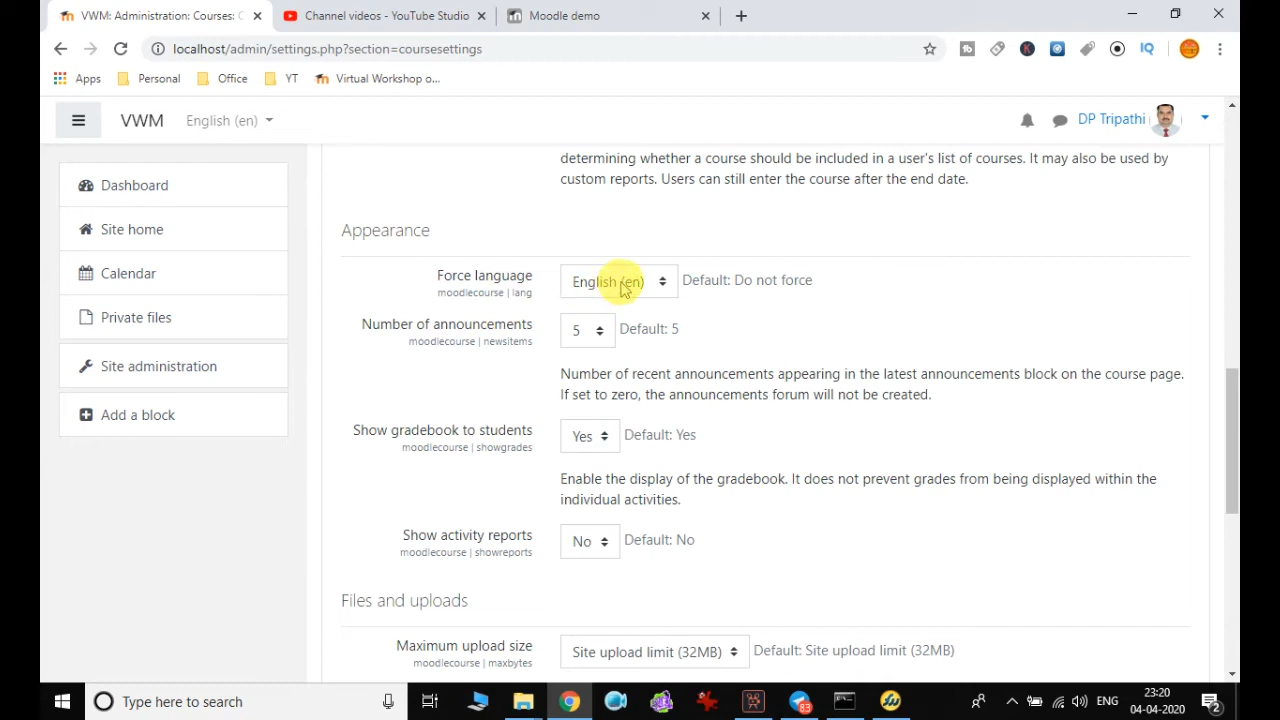 VWM: Administration: Courses: C
Channel videos - YouTube Studio
Moodle demo
localhost/admin/settings.php?section=coursesettings
Apps
Personal
Office
YT
Virtual Workshop o...
VWM
English (en)
DP Tripathi
Dashboard
Site home
Calendar
Private files
Site administration
Add a block
determining whether a course should be included in a user's list of courses. It may also be used by
custom reports. Users can still enter the course after the end date.
Appearance
Force language
moodlecourse | lang
English (en)
Default: Do not force
Number of announcements
moodlecourse | newsitems
5
Default: 5
Number of recent announcements appearing in the latest announcements block on the course page.
If set to zero, the announcements forum will not be created.
Show gradebook to students
moodlecourse | showgrades
Yes
Default: Yes
Enable the display of the gradebook. It does not prevent grades from being displayed within the
individual activities.
Show activity reports
moodlecourse | showreports
No
Default: No
Files and uploads
Maximum upload size
moodlecourse | maxbytes
Site upload limit (32MB)
Default: Site upload limit (32MB)
Type here to search
83
ENG
23:20
04-04-2020
2
K
IQ